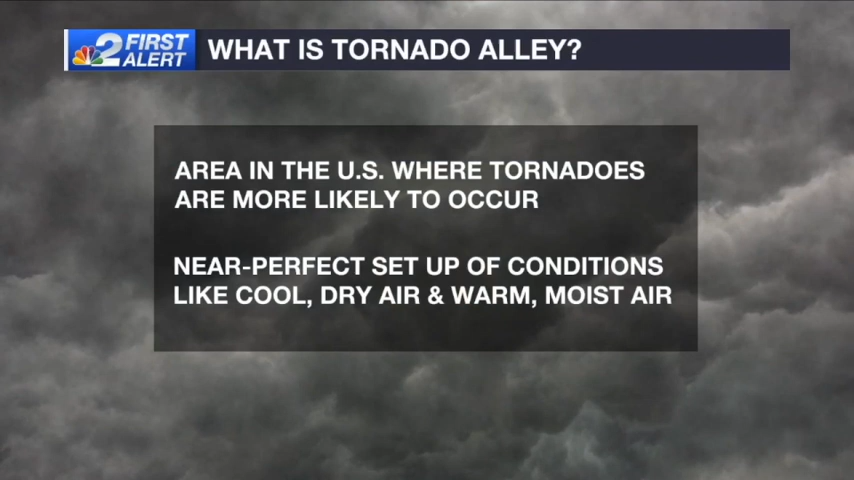 2 FIRST ALERT
WHAT IS TORNADO ALLEY?
AREA IN THE U.S. WHERE TORNADOES
ARE MORE LIKELY TO OCCUR
NEAR-PERFECT SET UP OF CONDITIONS
LIKE COOL, DRY AIR & WARM, MOIST AIR